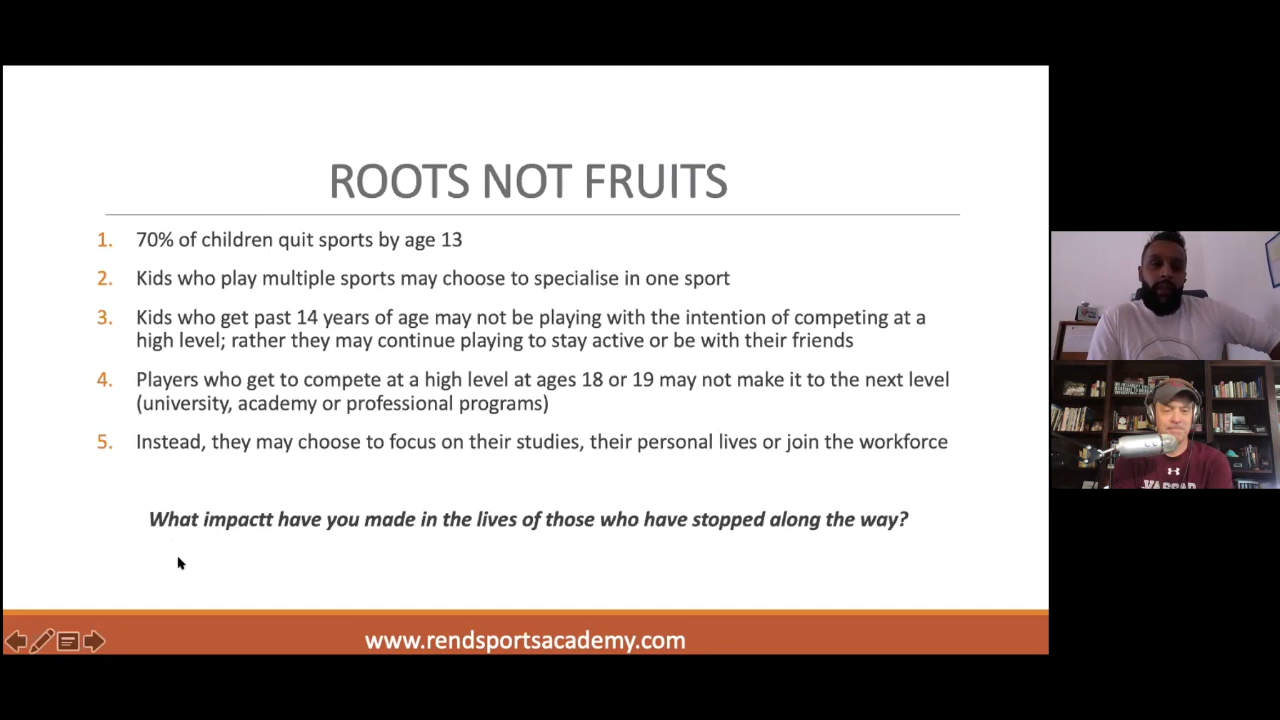 ROOTS NOT FRUITS
1. 70% of children quit sports by age 13
2. Kids who play multiple sports may choose to specialise in one sport
3. Kids who get past 14 years of age may not be playing with the intention of competing at a
high level; rather they may continue playing to stay active or be with their friends
4. Players who get to compete at a high level at ages 18 or 19 may not make it to the next level
(university, academy or professional programs)
5. Instead, they may choose to focus on their studies, their personal lives or join the workforce
What impactt have you made in the lives of those who have stopped along the way?
www.rendsportsacademy.com
VASSAR